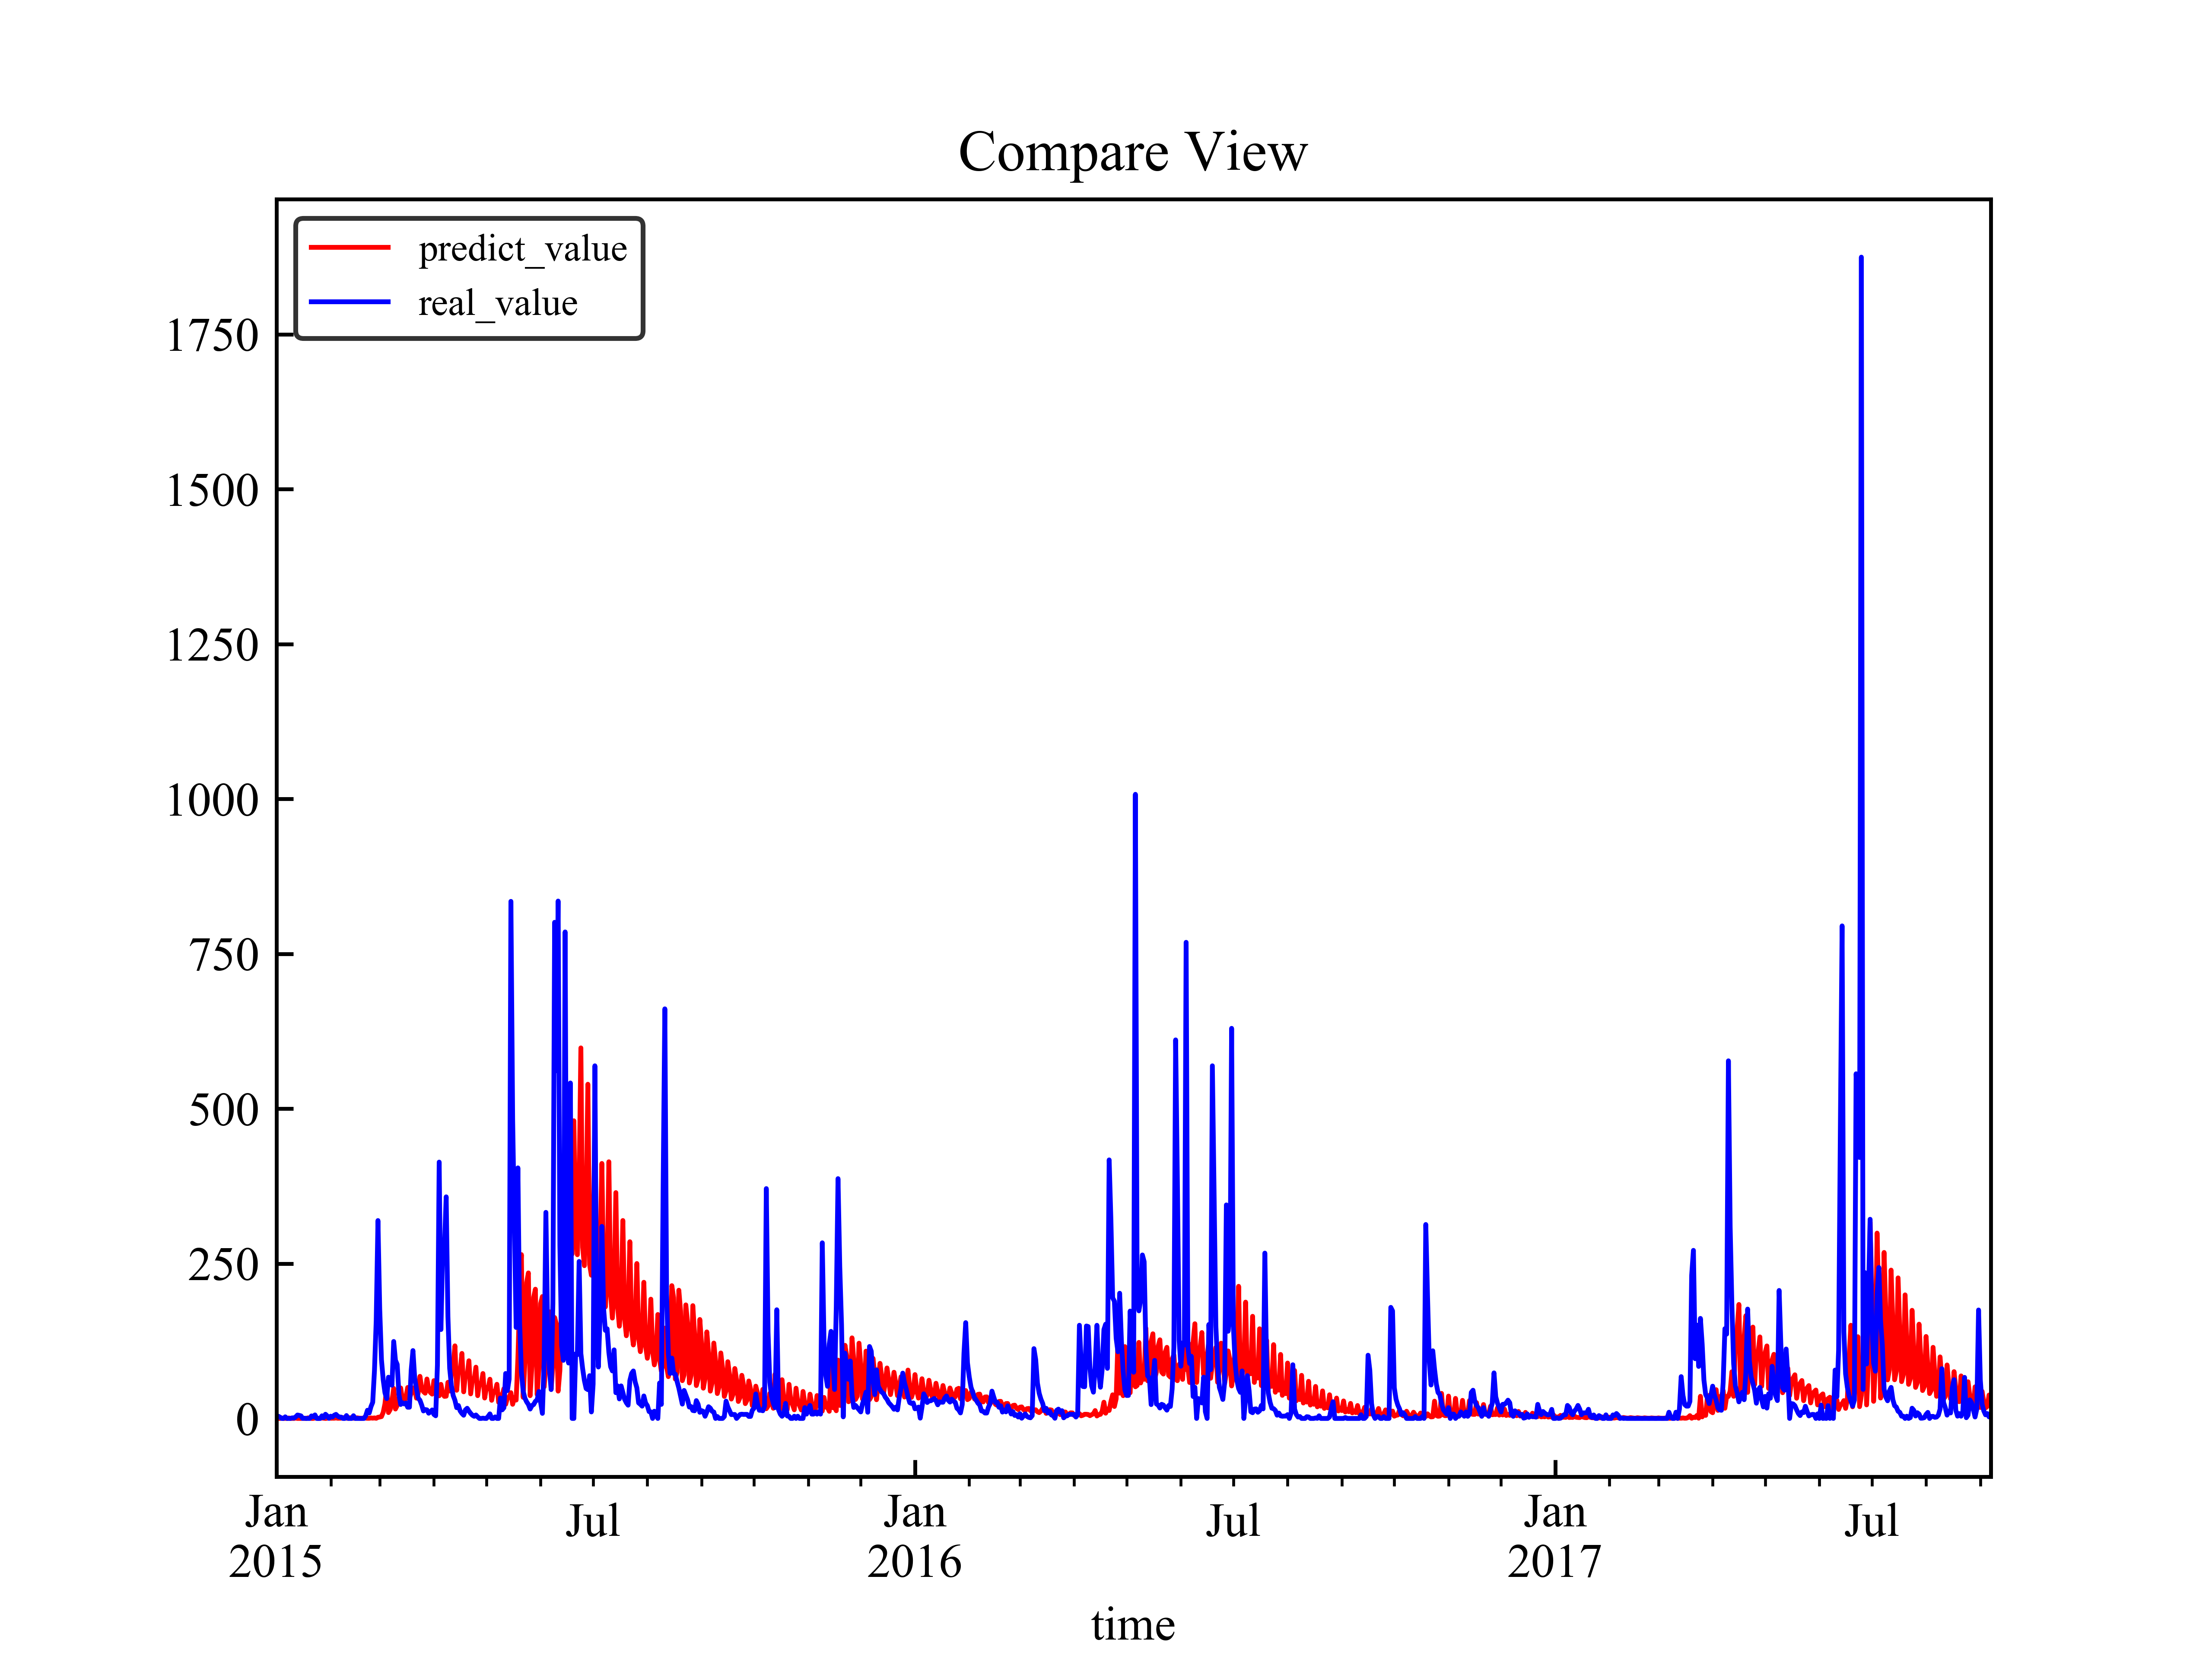 Compare View
predict_value
real_value
1750
1500
1250
1000
750
500
250
0
Jan Jul Jan Jul Jan Jul
2015 2016 2017
time